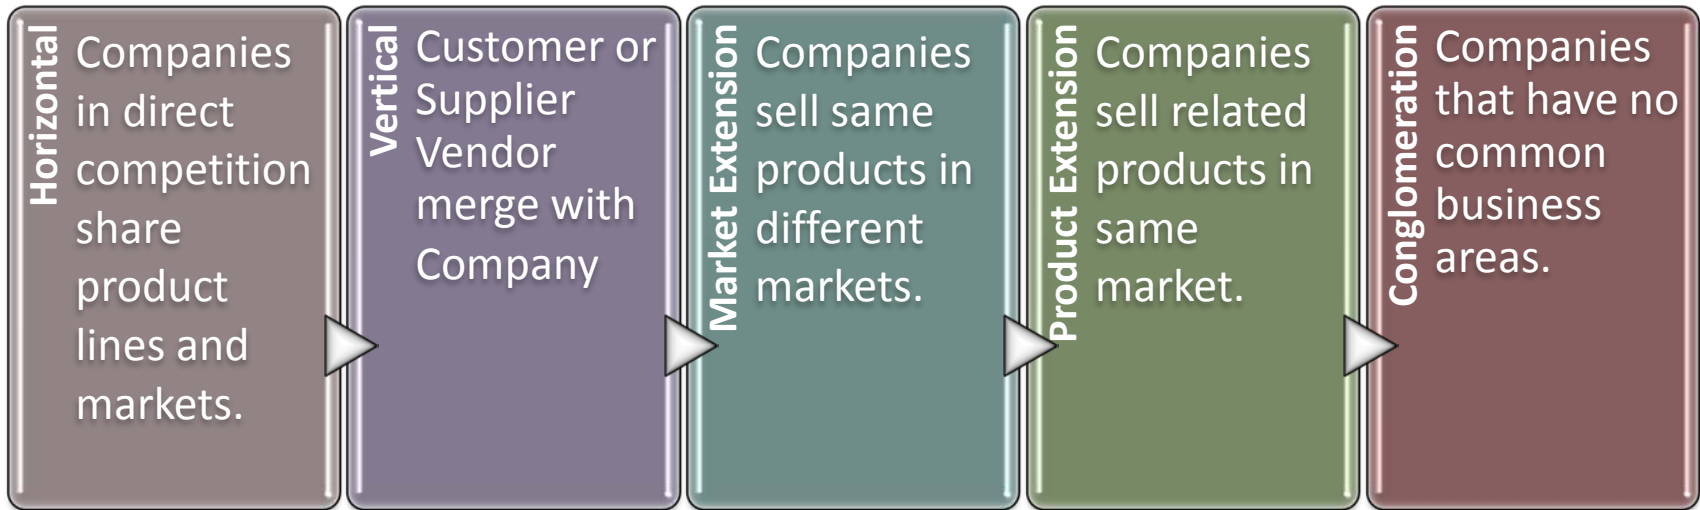 Horizontal
Companies
in direct
competition
share
product
lines and
markets.
Vertical
Customer or
Supplier
Vendor
merge with
Company
Market Extension
Companies
sell same
products in
different
markets.
Product Extension
Companies
sell related
products in
same
market.
Conglomeration
Companies
that have no
common
business
areas.